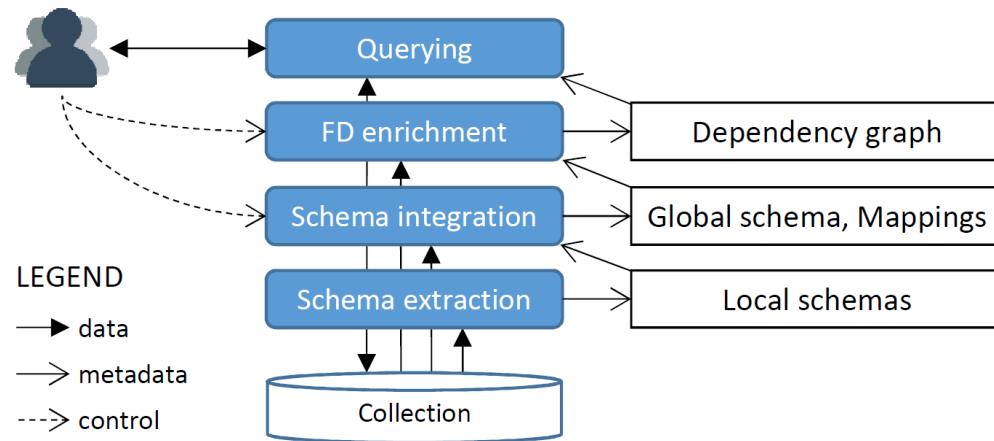 Querying
FD enrichment
Dependency graph
Schema integration
Global schema, Mappings
Schema extraction
Local schemas
LEGEND
data
metadata
control
Collection